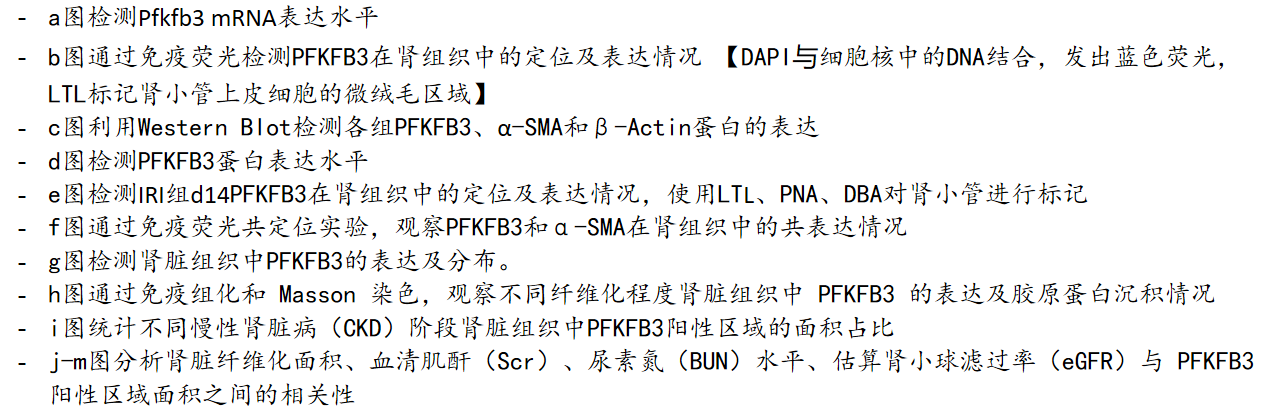 - a图检测Pfkfb3 mRNA表达水平
- b图通过免疫荧光检测PFKFB3在肾组织中的定位及表达情况 【DAPI与细胞核中的DNA结合，发出蓝色荧光，
LTL标记肾小管上皮细胞的微绒毛区域】
- c图利用Western Blot检测各组PFKFB3、α-SMA和β-Actin蛋白的表达
- d图检测PFKFB3蛋白表达水平
- e图检测IRI组d14PFKFB3在肾组织中的定位及表达情况，使用LTL、PNA、DBA对肾小管进行标记
- f图通过免疫荧光共定位实验，观察PFKFB3和α-SMA在肾组织中的共表达情况
- g图检测肾脏组织中PFKFB3的表达及分布。
- h图通过免疫组化和 Masson 染色，观察不同纤维化程度肾脏组织中 PFKFB3 的表达及胶原蛋白沉积情况
- i图统计不同慢性肾脏病（CKD）阶段肾脏组织中PFKFB3阳性区域的面积占比
- j-m图分析肾脏纤维化面积、血清肌酐（Scr）、尿素氮（BUN）水平、估算肾小球滤过率（eGFR）与 PFKFB3
阳性区域面积之间的相关性